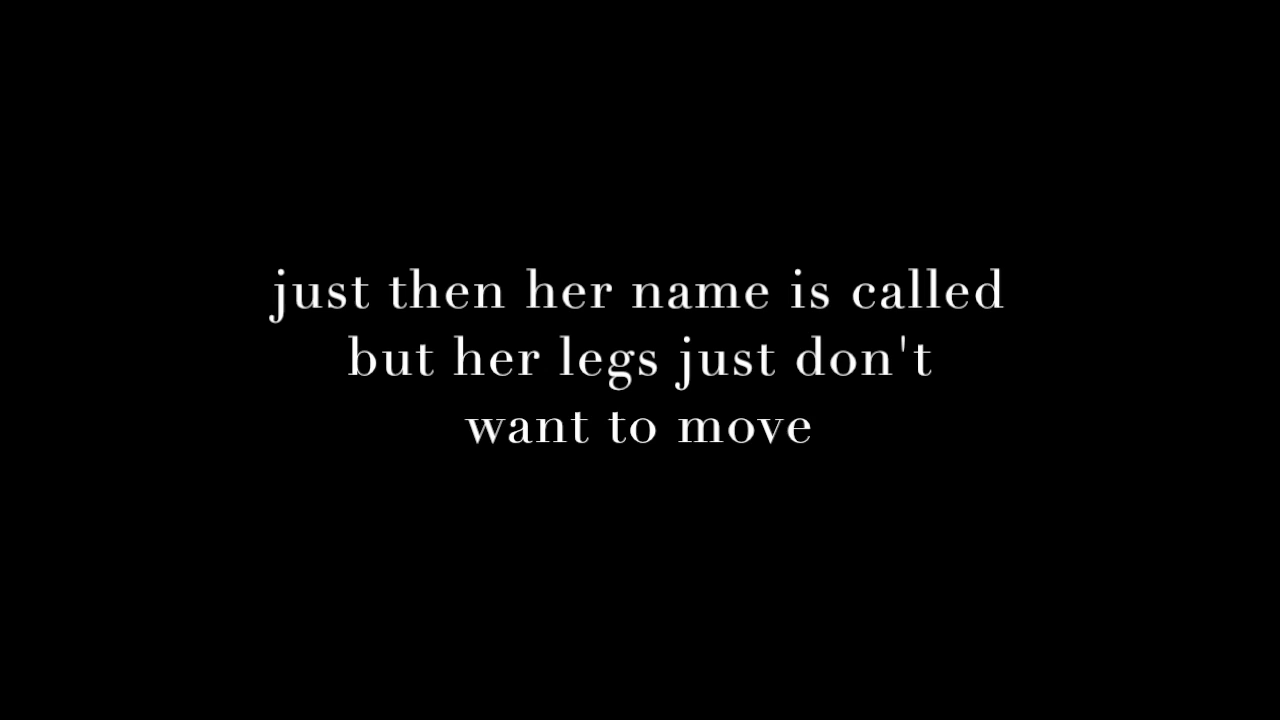 just then her name is called
but her legs just don't
want to move